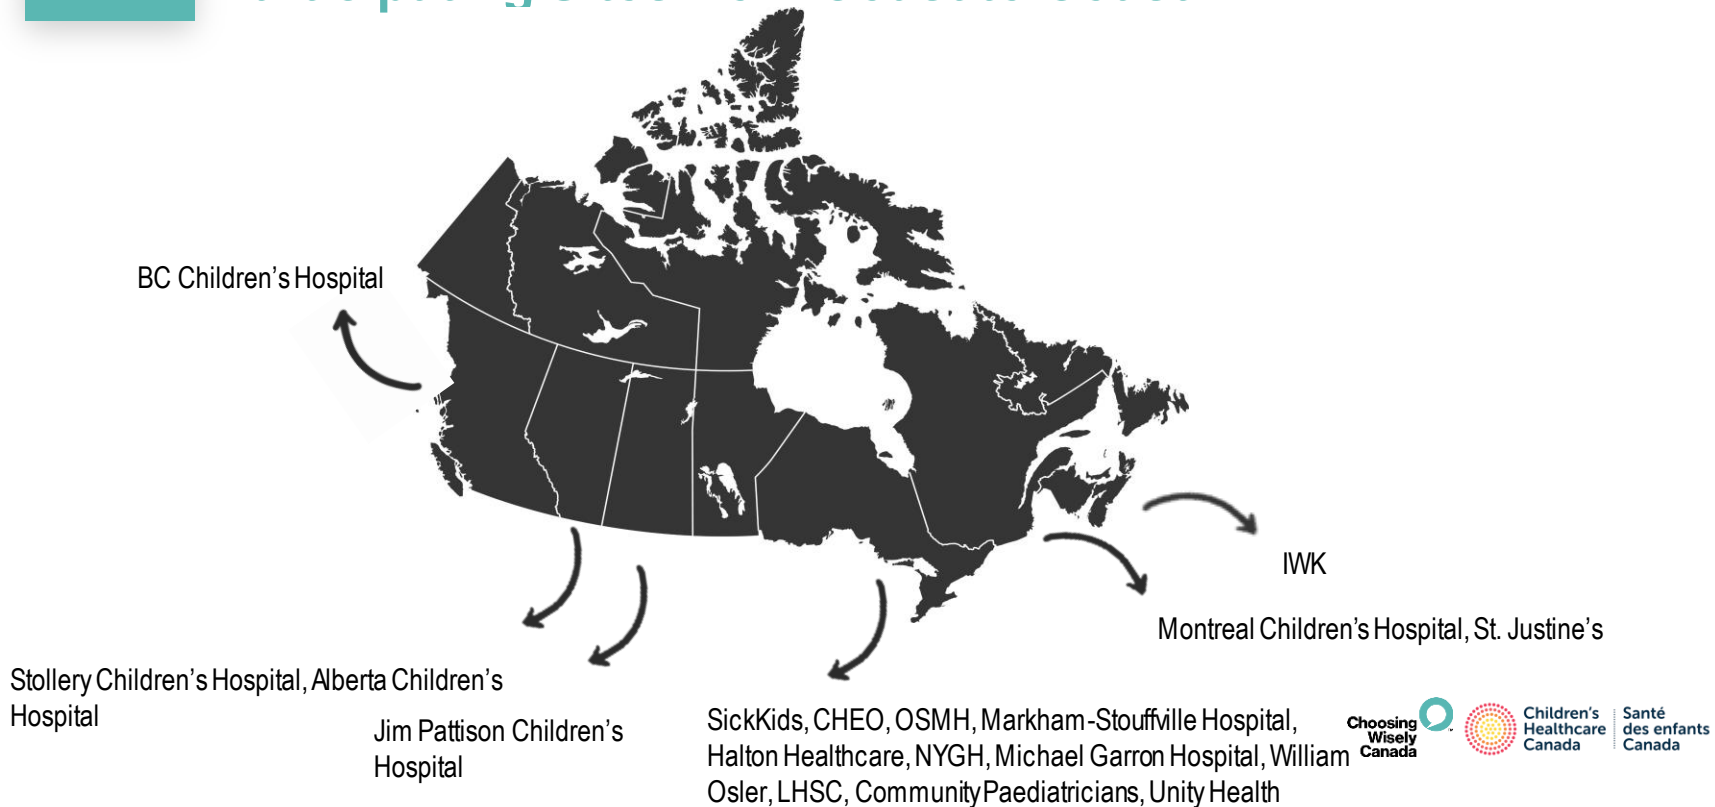 BC Children's Hospital
IWK
Montreal Children's Hospital, St. Justine's
Stollery Children's Hospital, Alberta Children's
Hospital
Jim Pattison Children's
Hospital
SickKids, CHEO, OSMH, Markham-Stouffville Hospital,
Halton Healthcare, NYGH, Michael Garron Hospital, William
Osler, LHSC, Community Paediatricians, Unity Health
Choosing
Wisely
Canada
Children's
Healthcare
Canada
Santé
des enfants
Canada